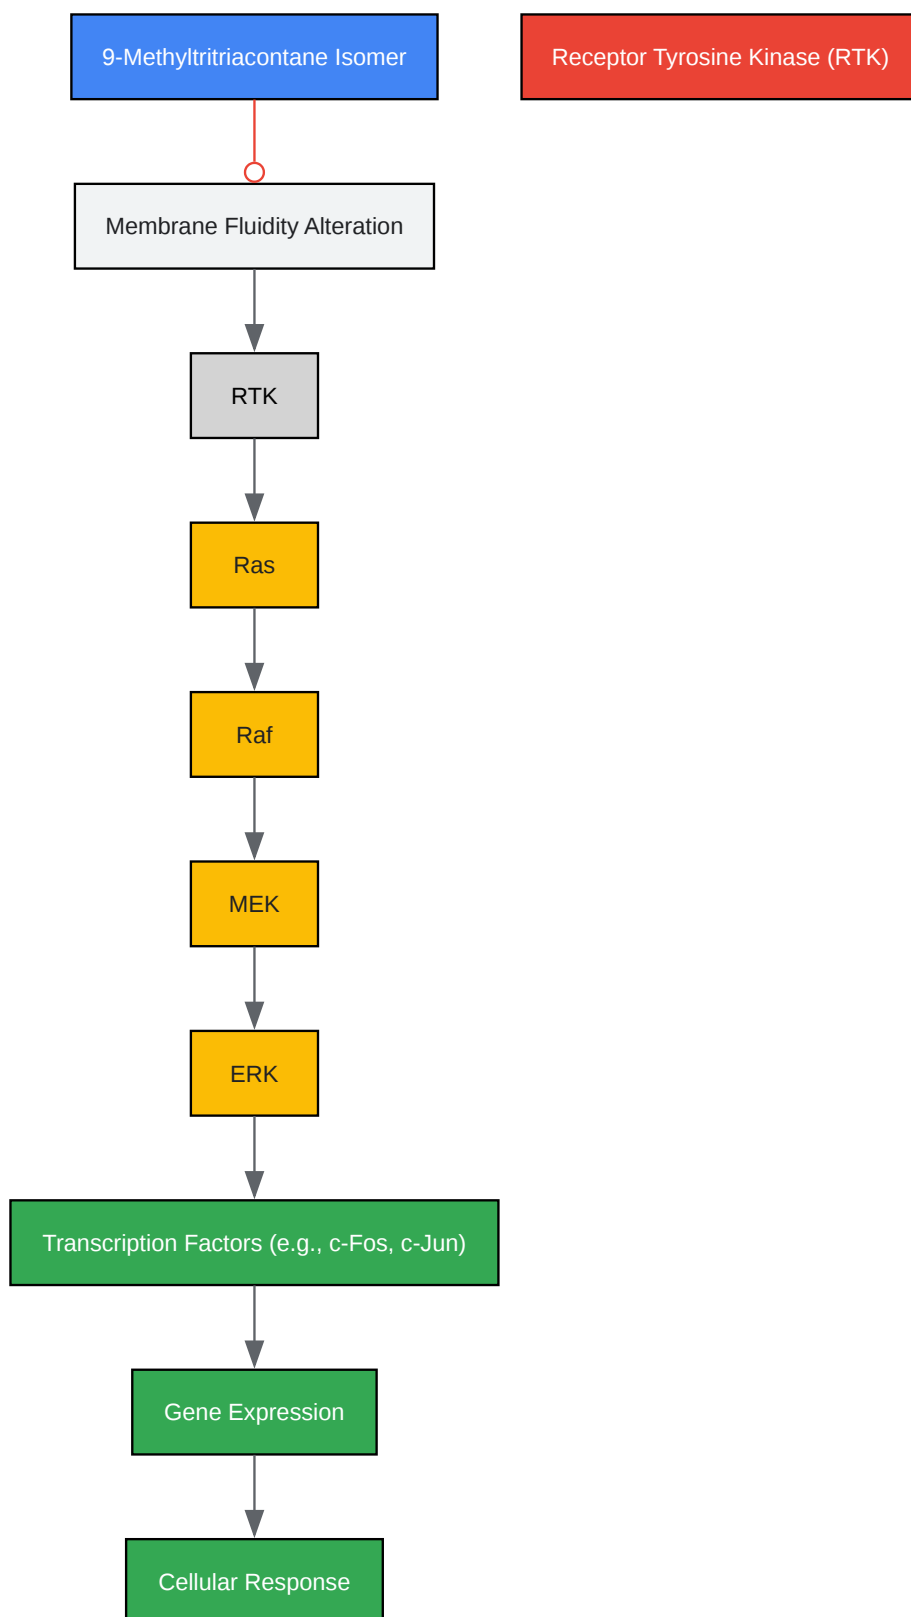 9-Methyltritriacontane Isomer
Receptor Tyrosine Kinase (RTK)
Membrane Fluidity Alteration
RTK
Ras
Raf
MEK
ERK
Transcription Factors (e.g., c-Fos, c-Jun)
Gene Expression
Cellular Response